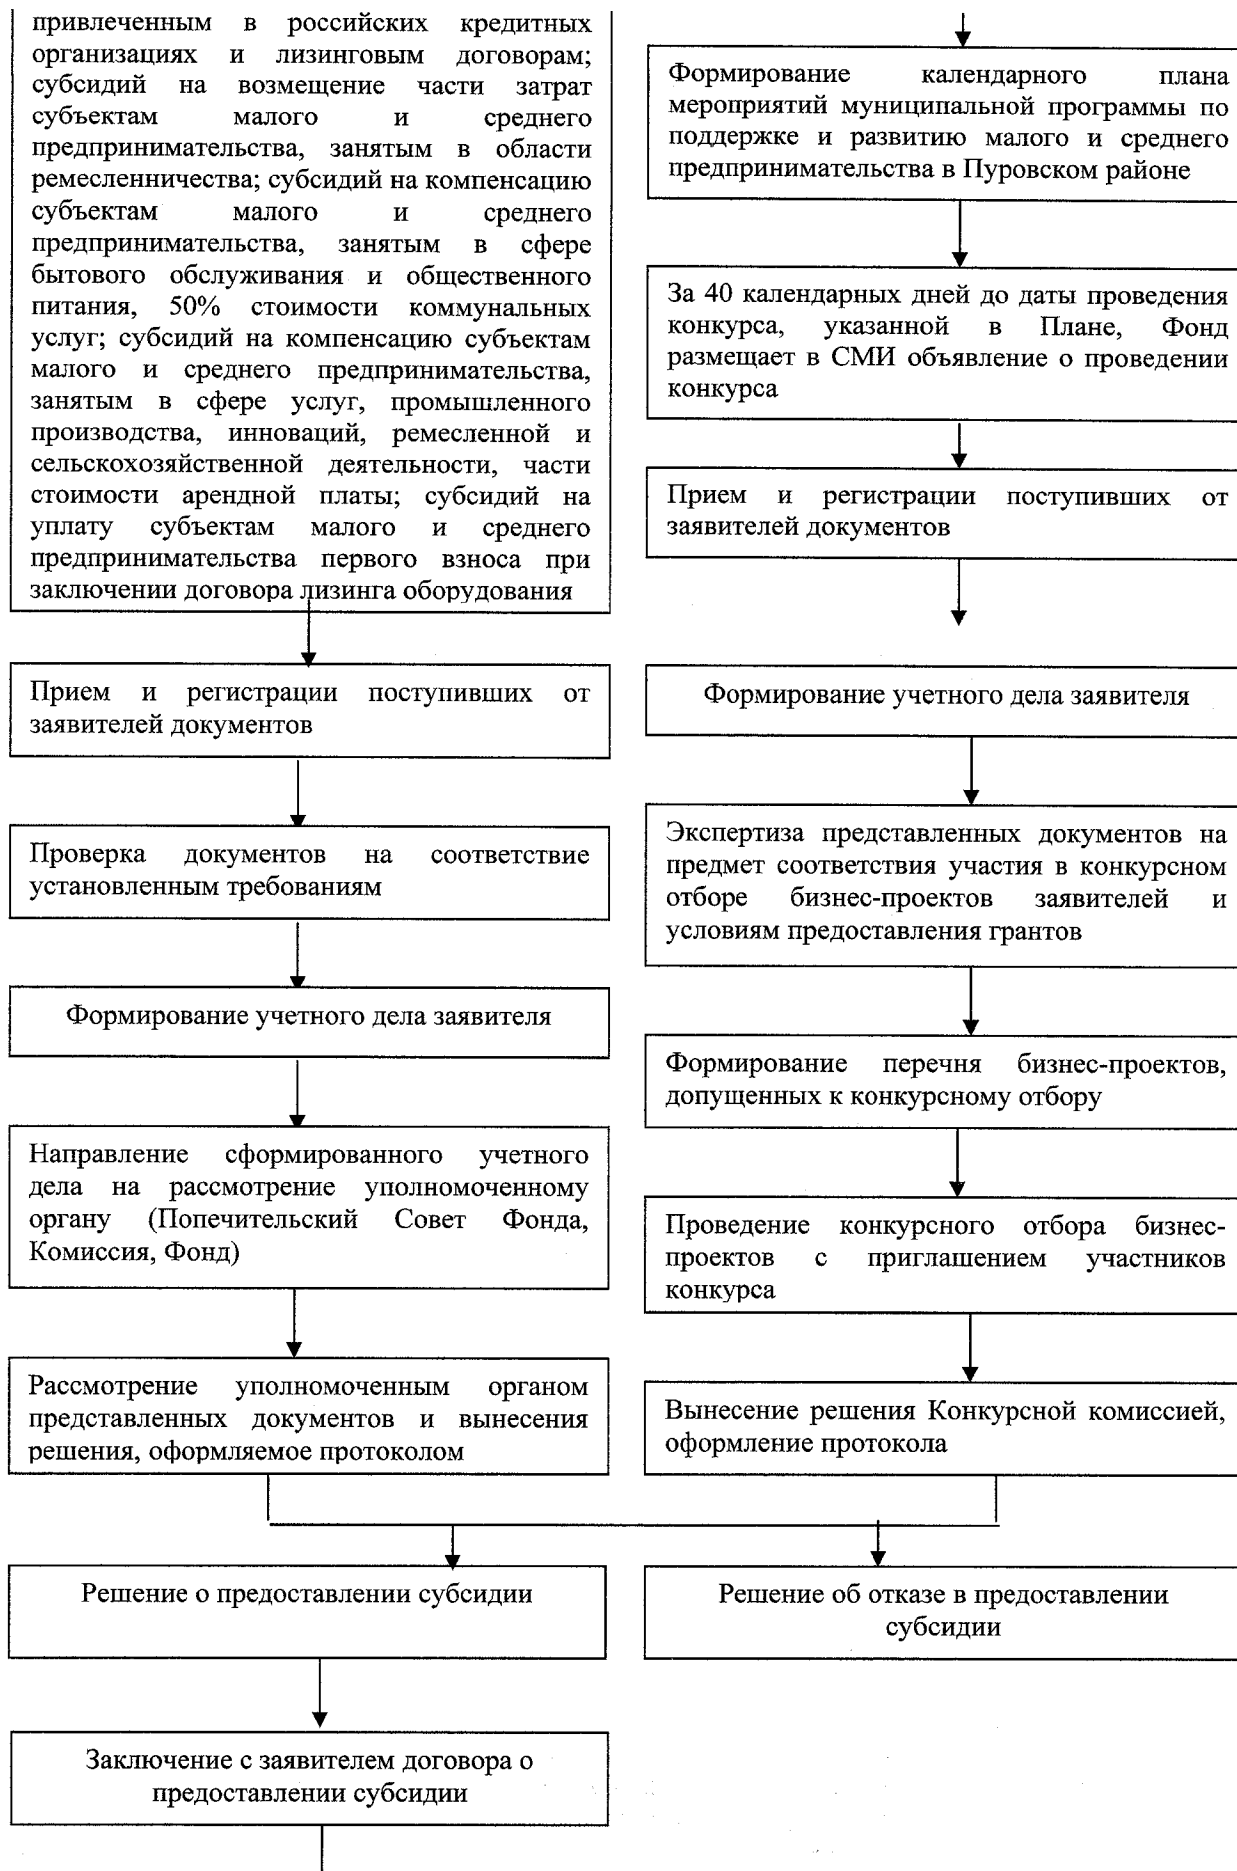 привлеченным в российских кредитных
организациях и лизинговым договорам;
субсидий на возмещение части затрат
субъектам малого и среднего
предпринимательства, занятым в области
ремесленничества; субсидий на компенсацию
субъектам малого и среднего
предпринимательства, занятым в сфере
бытового обслуживания и общественного
питания, 50% стоимости коммунальных
услуг; субсидий на компенсацию субъектам
малого и среднего предпринимательства,
занятым в сфере услуг, промышленного
производства, инноваций, ремесленной и
сельскохозяйственной деятельности, части
стоимости арендной платы; субсидий на
уплату субъектам малого и среднего
предпринимательства первого взноса при
заключении договора лизинга оборудования
Прием и регистрации поступивших от
заявителей документов
Проверка документов на соответствие
установленным требованиям
Формирование учетного дела заявителя
Направление сформированного учетного
дела на рассмотрение уполномоченному
органу (Попечительский Совет Фонда,
Комиссия, Фонд)
Рассмотрение уполномоченным органом
представленных документов и вынесения
решения, оформляемое протоколом
Формирование календарного плана
мероприятий муниципальной программы по
поддержке и развитию малого и среднего
предпринимательства в Пуровском районе
За 40 календарных дней до даты проведения
конкурса, указанной в Плане, Фонд
размещает в СМИ объявление о проведении
конкурса
Прием и регистрации поступивших от
заявителей документов
Формирование учетного дела заявителя
Экспертиза представленных документов на
предмет соответствия участия в конкурсном
отборе бизнес-проектов заявителей и
условиям предоставления грантов
Формирование перечня бизнес-проектов,
допущенных к конкурсному отбору
Проведение конкурсного отбора бизнес-
проектов с приглашением участников
конкурса
Вынесение решения Конкурсной комиссией,
оформление протокола
Решение о предоставлении субсидии
Решение об отказе в предоставлении
субсидии
Заключение с заявителем договора о
предоставлении субсидии